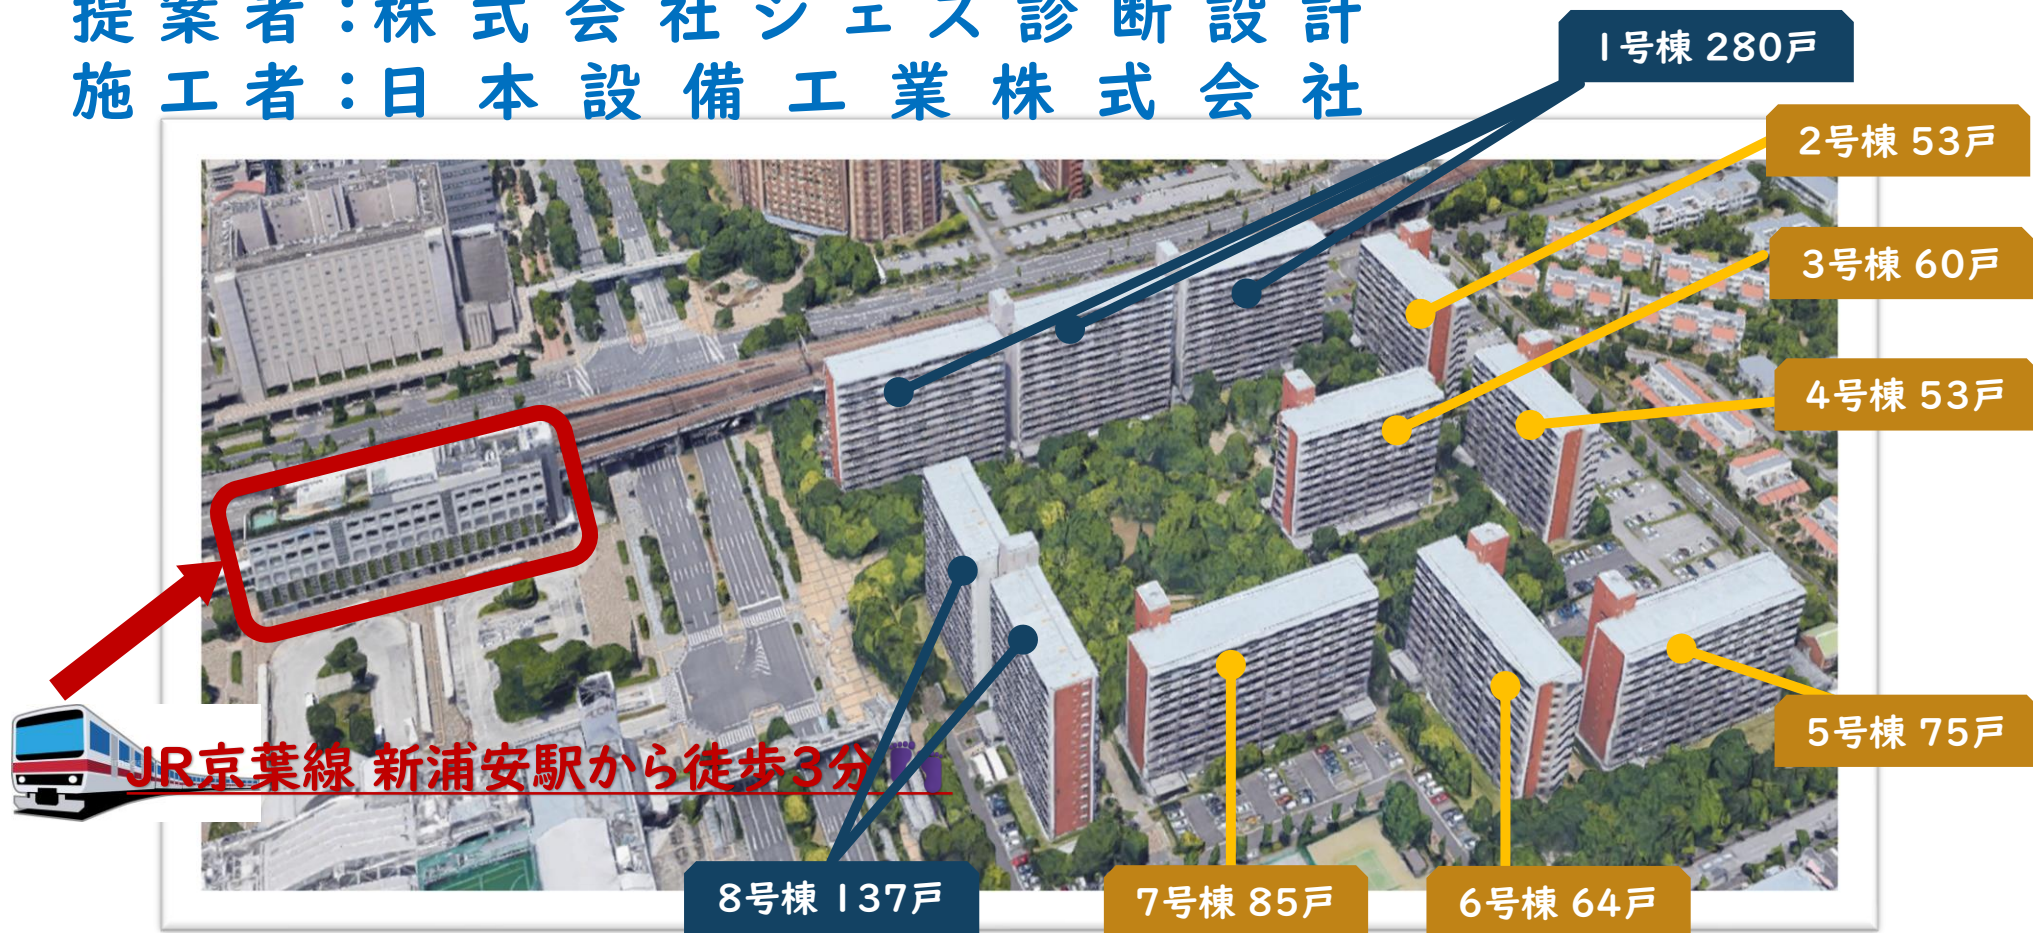 提案者:株式会社ジェス診断設計
施工者:日本設備工業株式会社
1号棟 280戸
2号棟 53戸
3号棟 60戸
4号棟 53戸
5号棟 75戸
JR京葉線 新浦安駅から徒歩3分
8号棟 137戸
7号棟 85戸
6号棟 64戸